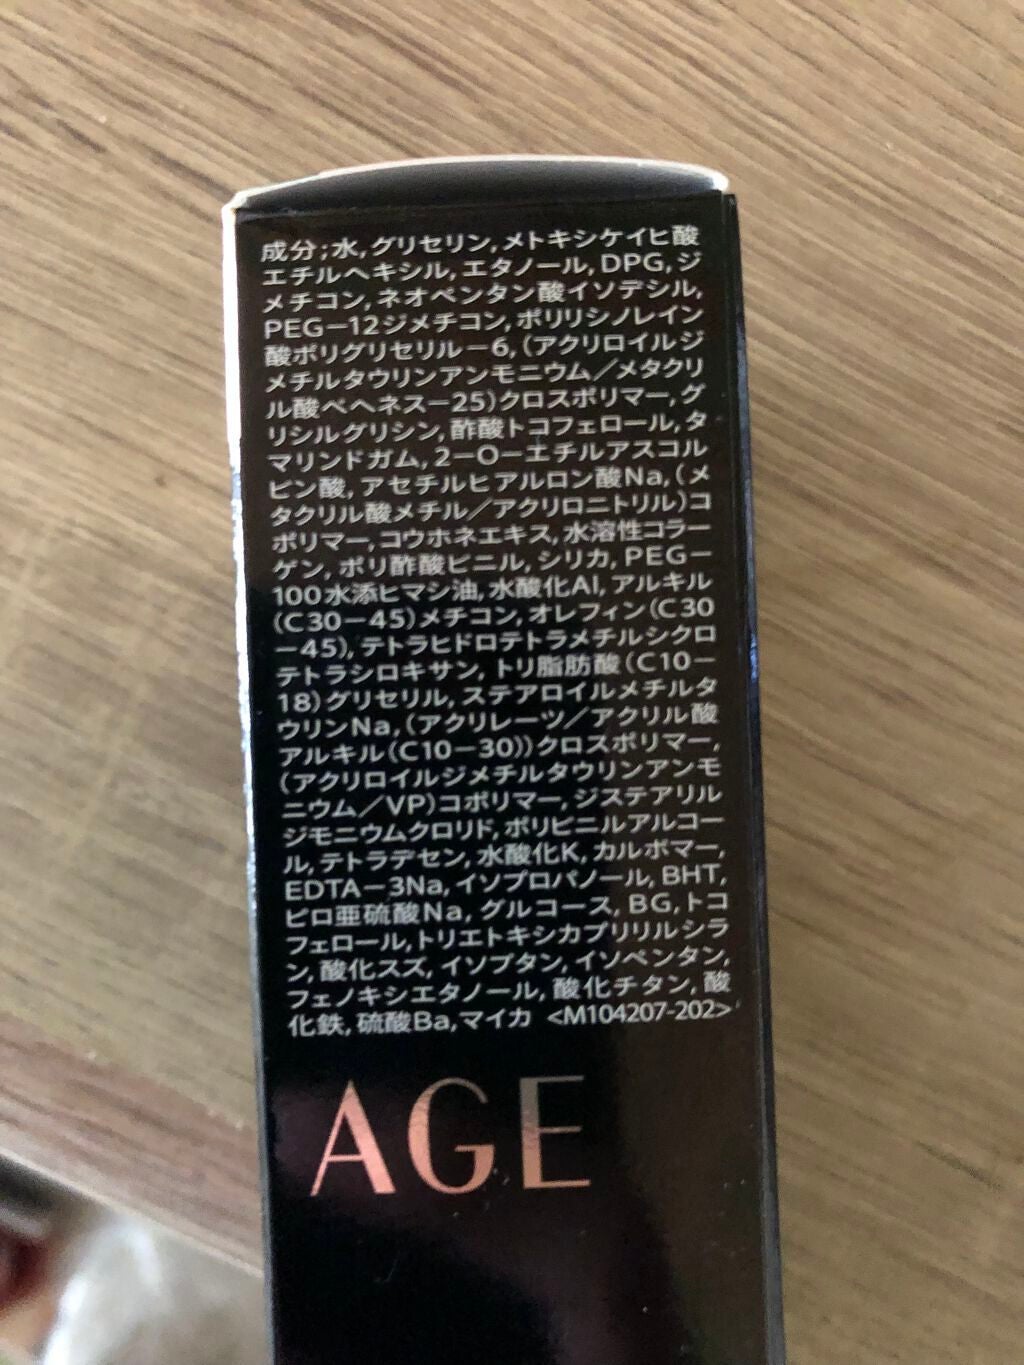 成分;水,グリセリン,メトキシケイヒ酸
エチルヘキシル,エタノール,DPG,ジ
メチコン,ネオペンタン酸イソデシル,
PEG−12ジメチコン,ポリリシノレイン
酸ポリグリセリル−6,(アクリロイルジ
メチルタウリンアンモニウム/メタクリ
ル酸ベヘネス−25)クロスポリマー,グ
リシルグリシン,酢酸トコフェロール,タ
マリンドガム,2−O−エチルアスコル
ビン酸,アセチルヒアルロン酸Na,(メ
タクリル酸メチル/アクリロニトリル)コ
ポリマー,コウホネエキス,水溶性コラー
ゲン,ポリ酢酸ビニル,シリカ,PEG−
100水添ヒマシ油,水酸化Al,アルキル
(C30−45)メチコン,オレフィン(C30
−45),テトラヒドロテトラメチルシクロ
テトラシロキサン,トリ脂肪酸(C10−
18)グリセリル,ステアロイルメチルタ
ウリンNa,(アクリレーツ/アクリル酸
アルキル(C10−30))クロスポリマー,
(アクリロイルジメチルタウリンアンモ
ニウム/VP)コポリマー,ジステアリル
ジモニウムクロリド,ポリビニルアルコー
ル,テトラデセン,水酸化K,カルボマー,
EDTA−3Na,イソプロパノール,BHT,
ピロ亜硫酸Na,グルコース,BG,トコ
フェロール,トリエトキシカプリリルシラ
ン,酸化スズ,イソブタン,イソペンタン,
フェノキシエタノール,酸化チタン,酸
化鉄,硫酸Ba,マイカ <M104207-202>
AGE